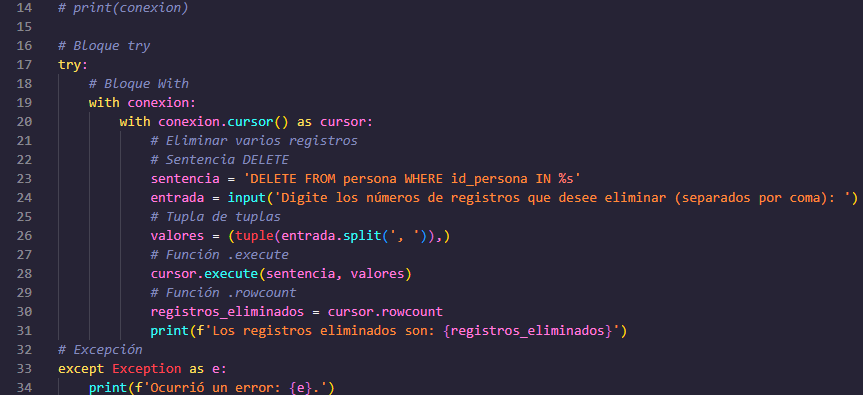 14 # print(conexion)
15
16 # Bloque try
17 try:
18     # Bloque With
19     with conexion:
20         with conexion.cursor() as cursor:
21             # Eliminar varios registros
22             # Sentencia DELETE
23             sentencia = 'DELETE FROM persona WHERE id_persona IN %s'
24             entrada = input('Digite los números de registros que desee eliminar (separados por coma): ')
25             # Tupla de tuplas
26             valores = (tuple(entrada.split(', ')),)
27             # Función .execute
28             cursor.execute(sentencia, valores)
29             # Función .rowcount
30             registros_eliminados = cursor.rowcount
31             print(f'Los registros eliminados son: {registros_eliminados}')
32 # Excepción
33 except Exception as e:
34     print(f'Ocurrió un error: {e}.')